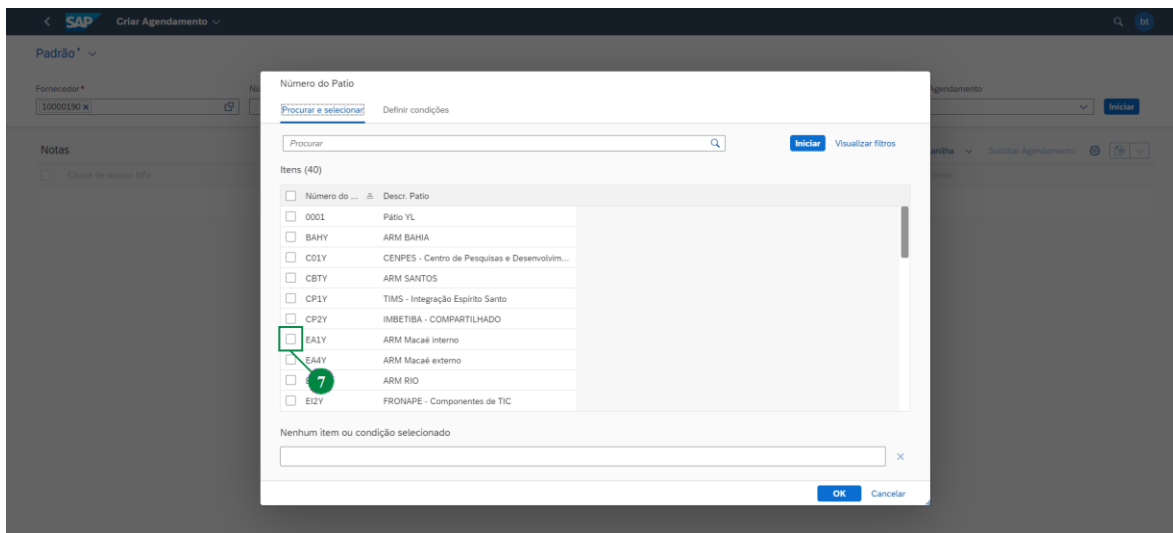 SAP Criar Agendamento bt
Padrão*
Fornecedor* Agendamento
10000190 Iniciar
Número do Patio
Procurar e selecionar Definir condições
Procurar Iniciar Visualizar filtros
Notas Solicitar Agendamento
Itens (40)
Chave de acesso NFe
Número do ... Descr. Patio
0001 Pátio YL
BAHY ARM BAHIA
C01Y CENPES - Centro de Pesquisas e Desenvolvim...
CBTY ARM SANTOS
CP1Y TIMS - Integração Espírito Santo
CP2Y IMBETIBA - COMPARTILHADO
EA1Y ARM Macaé interno
EA4Y ARM Macaé externo
7 ARM RIO
EI2Y FRONAPE - Componentes de TIC
Nenhum item ou condição selecionado
OK Cancelar